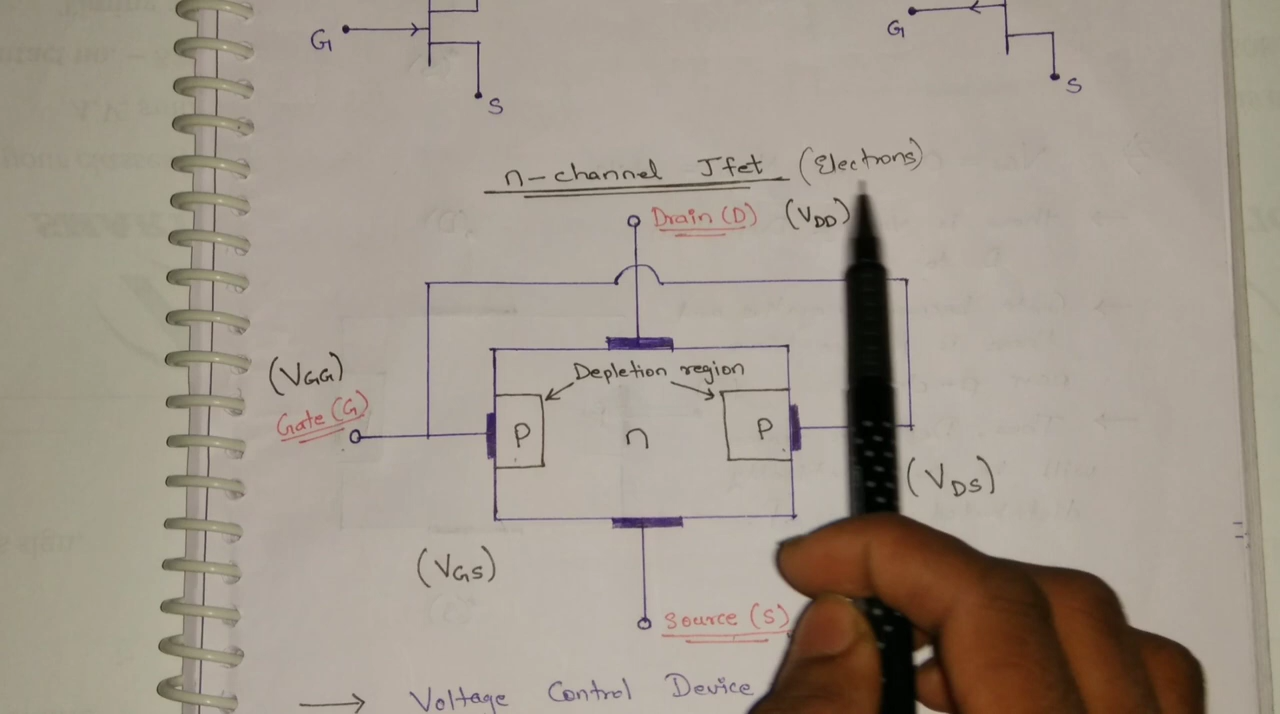 G
G
S
S
n-channel Jfet (Electrons)
Drain (D) (VDD)
(VGG)
Depletion region
Gate (G)
P
n
P
(VDS)
(VGS)
Source (S)
Voltage Control Device